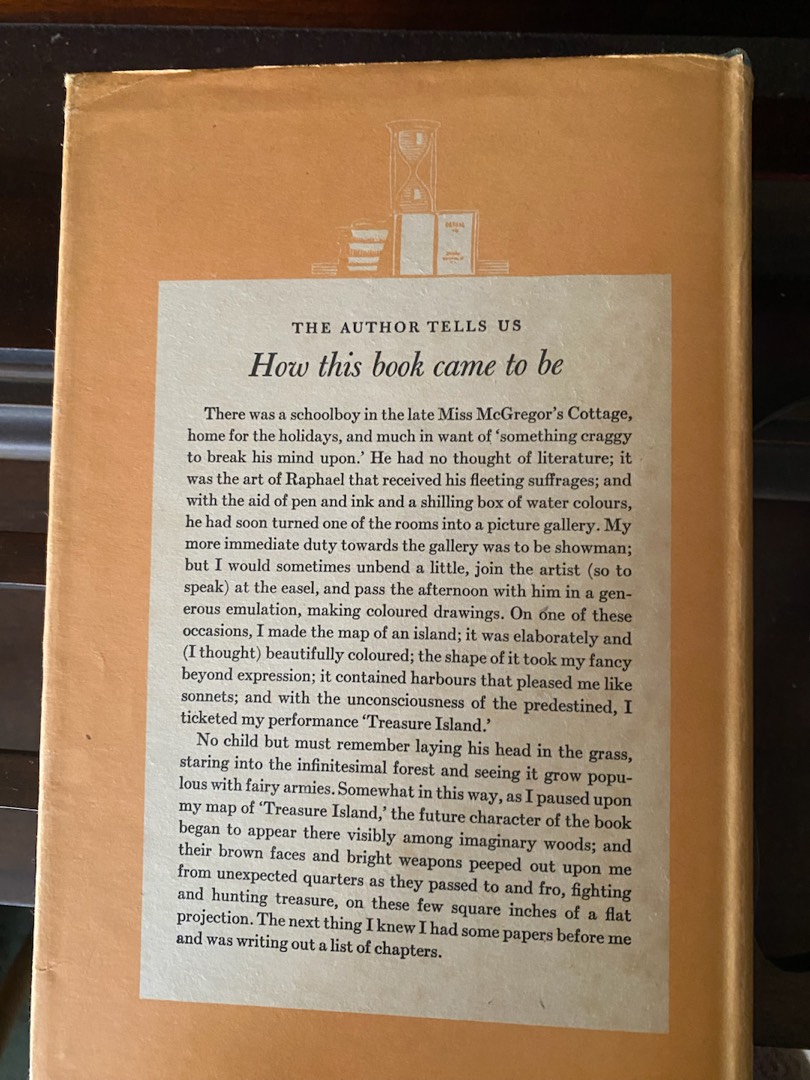 THE AUTHOR TELLS US
How this book came to be
There was a schoolboy in the late Miss McGregor's Cottage,
home for the holidays, and much in want of 'something craggy
to break his mind upon.' He had no thought of literature; it
was the art of Raphael that received his fleeting suffrages; and
with the aid of pen and ink and a shilling box of water colours,
he had soon turned one of the rooms into a picture gallery. My
more immediate duty towards the gallery was to be showman;
but I would sometimes unbend a little, join the artist (so to
speak) at the easel, and pass the afternoon with him in a gen-
erous emulation, making coloured drawings. On one of these
occasions, I made the map of an island; it was elaborately and
(I thought) beautifully coloured; the shape of it took my fancy
beyond expression; it contained harbours that pleased me like
sonnets; and with the unconsciousness of the predestined, I
ticketed my performance 'Treasure Island.'
No child but must remember laying his head in the grass,
staring into the infinitesimal forest and seeing it grow popu-
lous with fairy armies. Somewhat in this way, as I paused upon
my map of 'Treasure Island,' the future character of the book
began to appear there visibly among imaginary woods; and
their brown faces and bright weapons peeped out upon me
from unexpected quarters as they passed to and fro, fighting
and hunting treasure, on these few square inches of a flat
projection. The next thing I knew I had some papers before me
and was writing out a list of chapters.